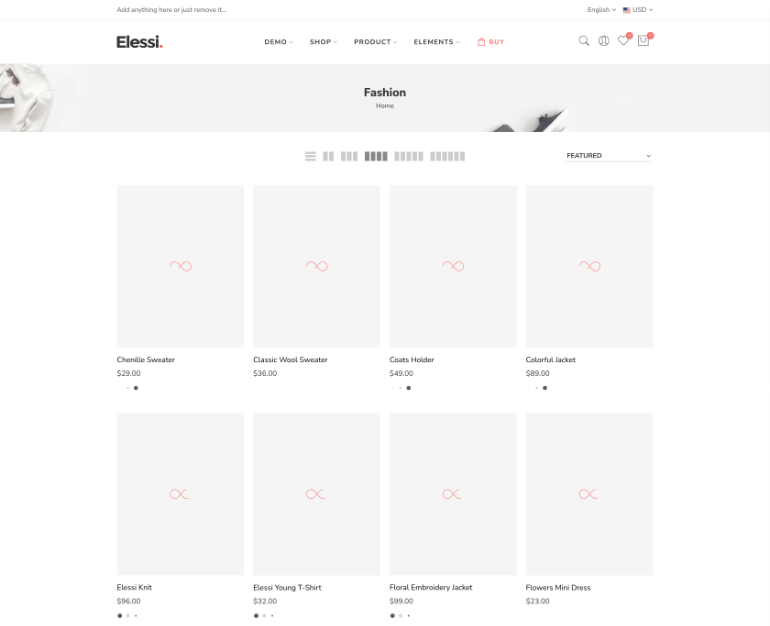 Add anything here or just remove it...
English USD
Elessi.
DEMO SHOP PRODUCT ELEMENTS BUY
0 0
Fashion
Home
FEATURED
Chenille Sweater
$29.00
Classic Wool Sweater
$36.00
Coats Holder
$49.00
Colorful Jacket
$89.00
Elessi Knit
$96.00
Elessi Young T-Shirt
$32.00
Floral Embroidery Jacket
$99.00
Flowers Mini Dress
$23.00